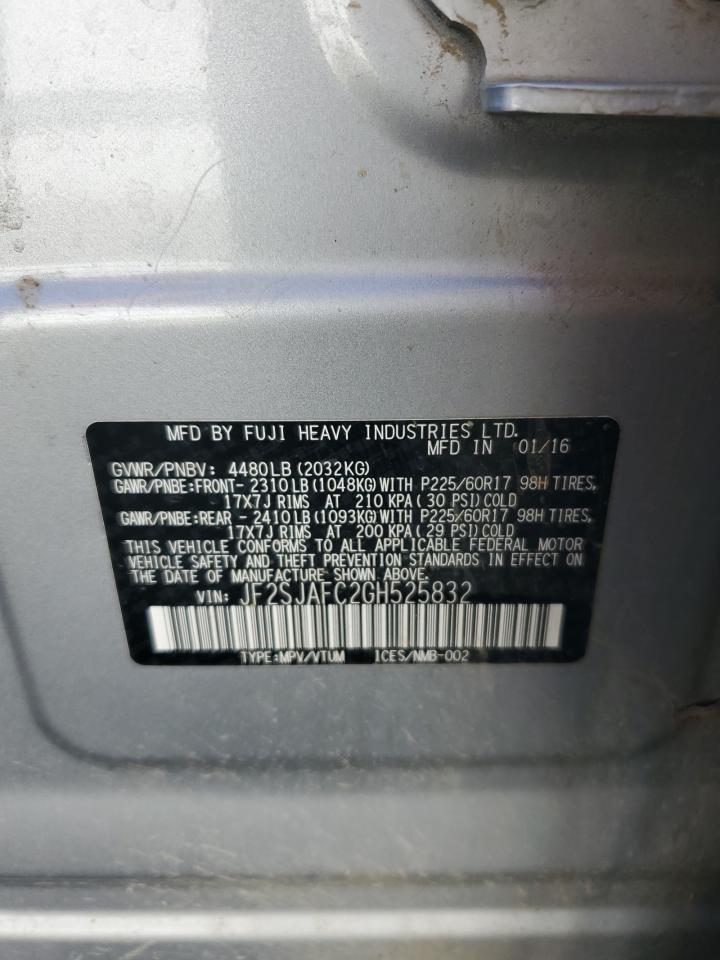 MFD BY FUJI HEAVY INDUSTRIES LTD.
MFD IN 01/16
GVWR/PNBV: 4480LB (2032KG)
GAWR/PNBE:FRONT- 2310LB (1048KG) WITH P225/60R17 98H TIRES,
17X7J RIMS AT 210 KPA (30 PSI) COLD
GAWR/PNBE:REAR - 2410LB (1093KG) WITH P225/60R17 98H TIRES,
17X7J RIMS AT 200 KPA (29 PSI) COLD
THIS VEHICLE CONFORMS TO ALL APPLICABLE FEDERAL MOTOR
VEHICLE SAFETY AND THEFT PREVENTION STANDARDS IN EFFECT ON
THE DATE OF MANUFACTURE SHOWN ABOVE.
VIN: JF2SJAFC2GH525832
TYPE:MPV/VTUM ICES/NMB-002